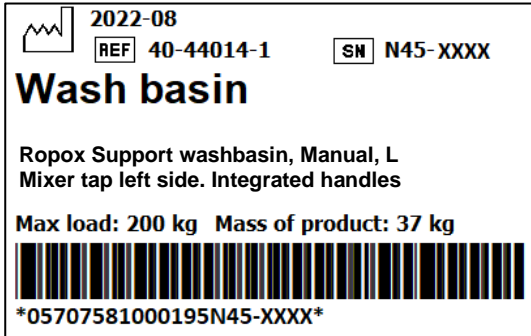 2022-08
REF 40-44014-1 SN N45-XXXX
Wash basin
Ropox Support washbasin, Manual, L
Mixer tap left side. Integrated handles
Max load: 200 kg Mass of product: 37 kg
*05707581000195N45-XXXX*